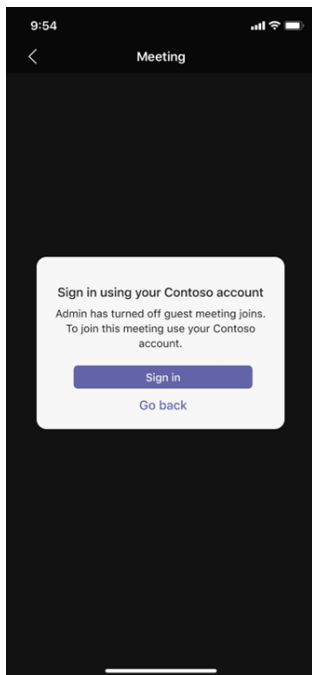 9:54
Meeting
Sign in using your Contoso account
Admin has turned off guest meeting joins.
To join this meeting use your Contoso
account.
Sign in
Go back